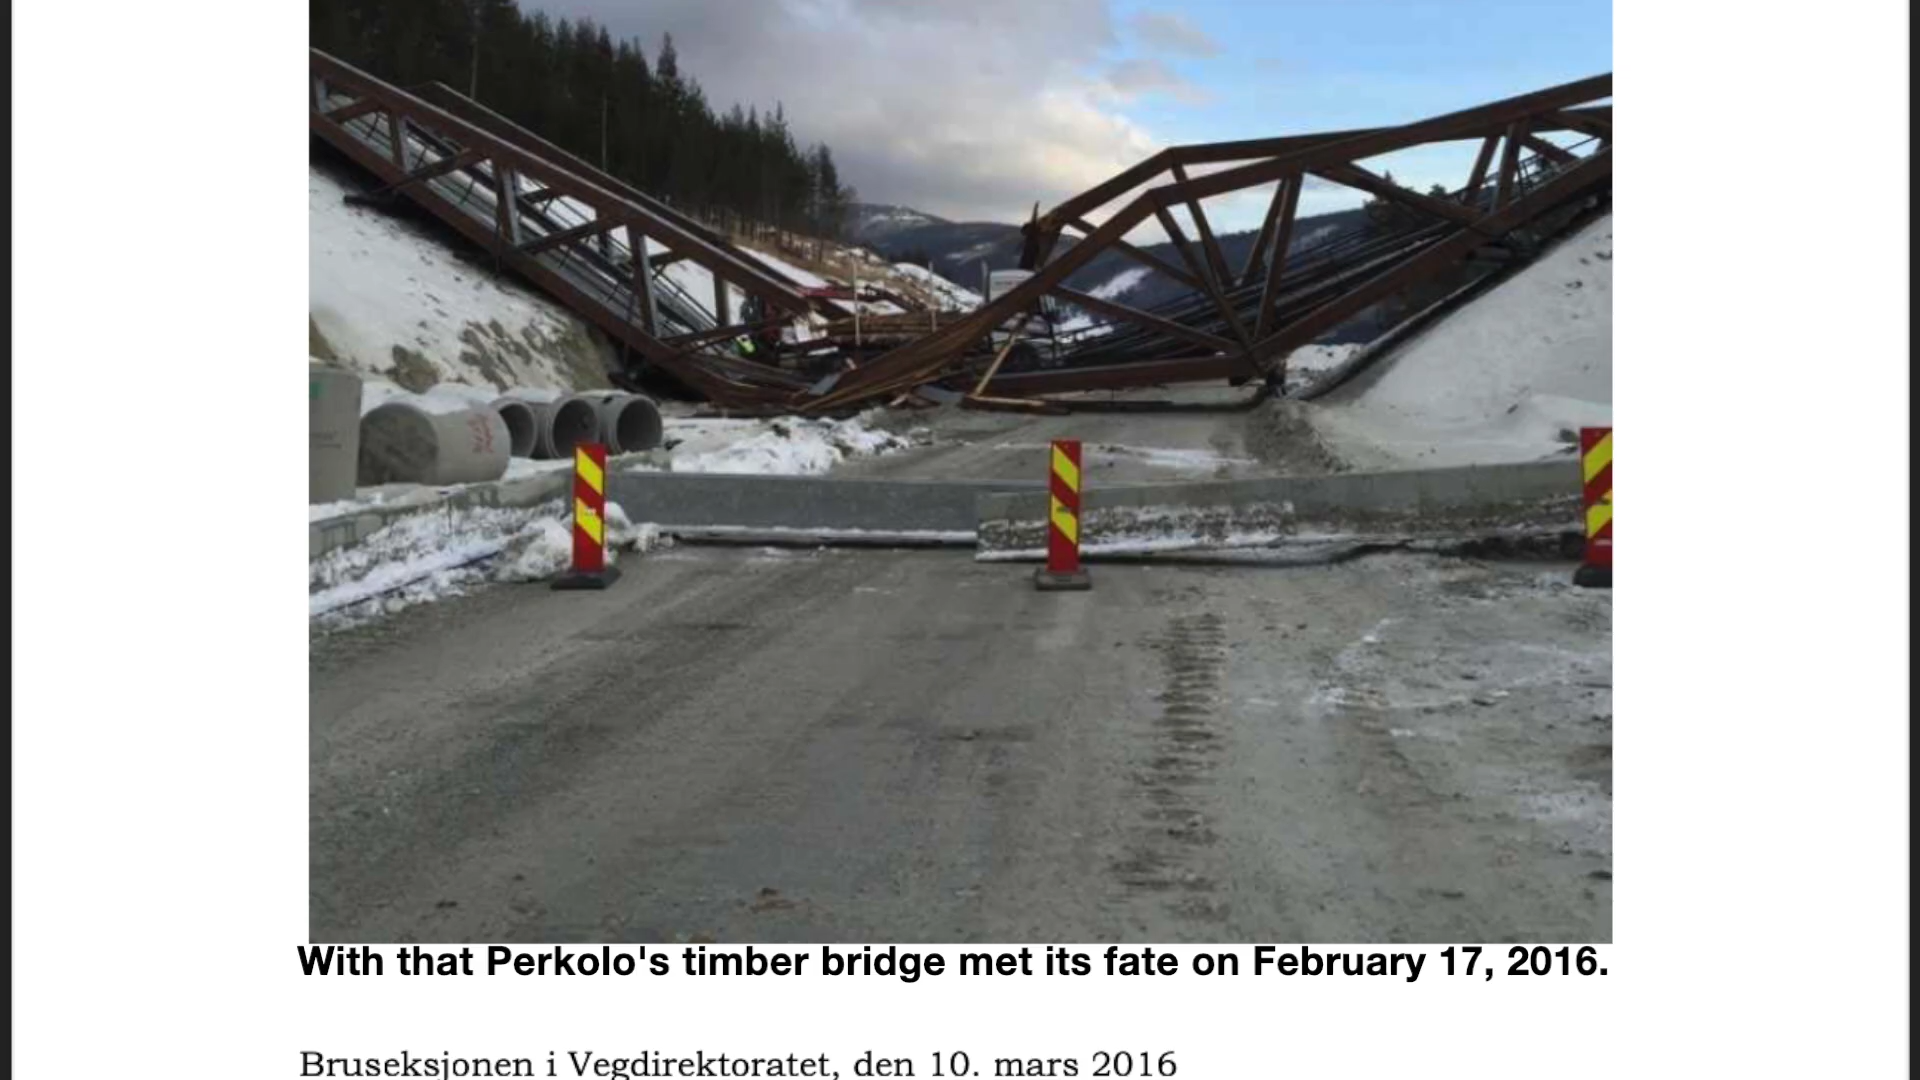 With that Perkolo's timber bridge met its fate on February 17, 2016.
Bruseksjonen i Vegdirektoratet, den 10. mars 2016